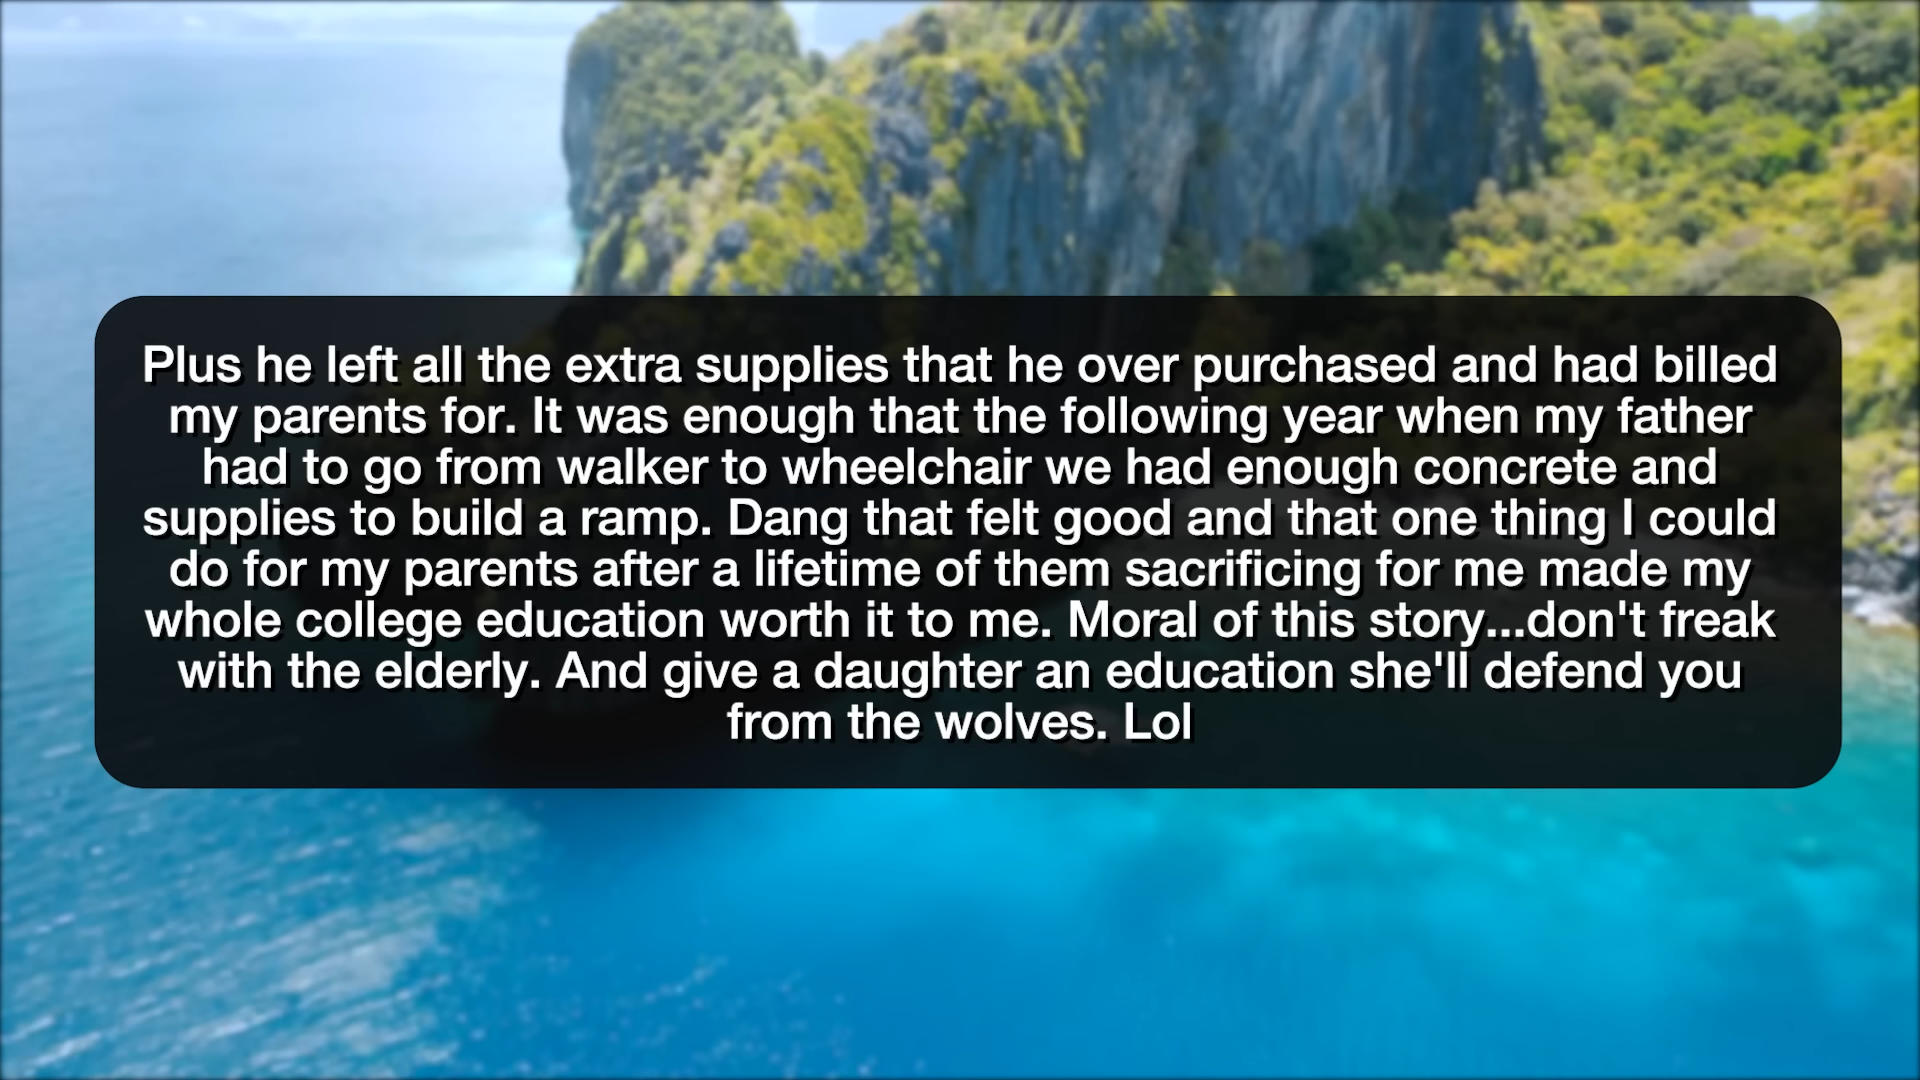 Plus he left all the extra supplies that he over purchased and had billed
my parents for. It was enough that the following year when my father
had to go from walker to wheelchair we had enough concrete and
supplies to build a ramp. Dang that felt good and that one thing I could
do for my parents after a lifetime of them sacrificing for me made my
whole college education worth it to me. Moral of this story...don't freak
with the elderly. And give a daughter an education she'll defend you
from the wolves. Lol